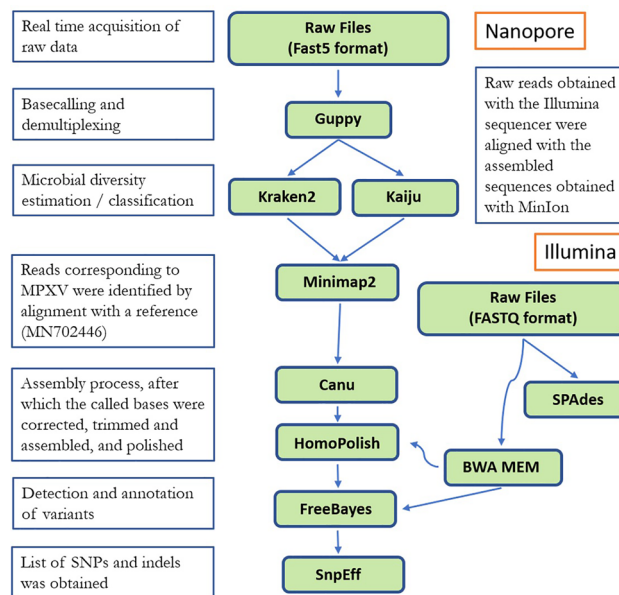 Real time acquisition of
raw data
Raw Files
(Fast5 format)
Nanopore
Basecalling and
demultiplexing
Guppy
Raw reads obtained
with the Illumina
sequencer were
aligned with the
assembled
sequences obtained
with MinIon
Microbial diversity
estimation / classification
Kraken2
Kaiju
Illumina
Reads corresponding to
MPXV were identified by
alignment with a reference
(MN702446)
Minimap2
Raw Files
(FASTQ format)
Assembly process, after
which the called bases were
corrected, trimmed and
assembled, and polished
Canu
SPAdes
HomoPolish
BWA MEM
Detection and annotation
of variants
FreeBayes
List of SNPs and indels
was obtained
SnpEff